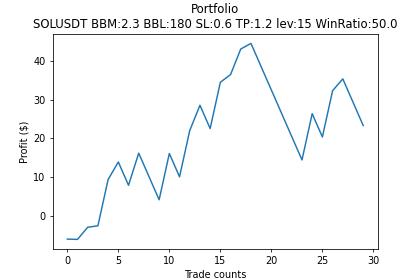 Portfolio
SOLUSDT BBM:2.3 BBL:180 SL:0.6 TP:1.2 lev:15 WinRatio:50.0
Profit ($)
40
30
20
10
0
0 5 10 15 20 25 30
Trade counts